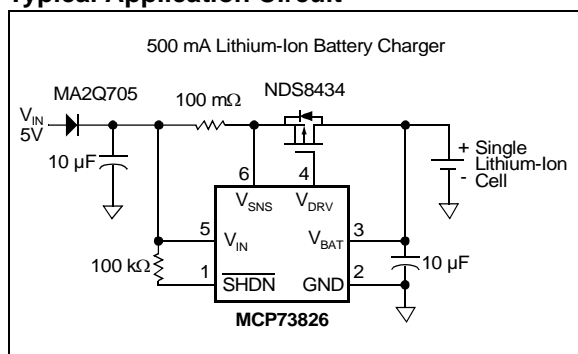 Typical Application Circuit
500 mA Lithium-Ion Battery Charger
MA2Q705
NDS8434
100 mΩ
VIN
5V
10 µF
+ Single
Lithium-Ion
- Cell
6
4
VSNS
VDRV
5
VIN
VBAT
3
100 kΩ
1
SHDN
GND
2
10 µF
MCP73826